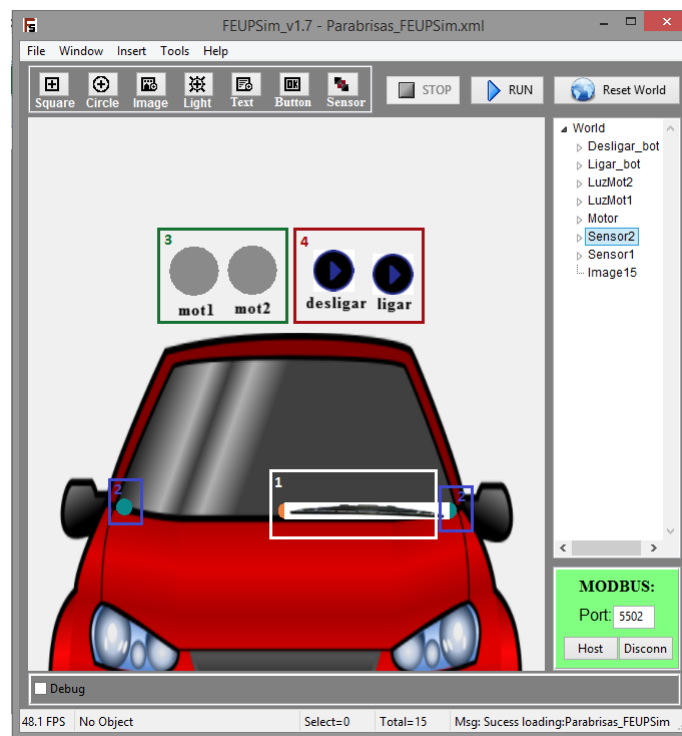 FEUPSim_v1.7 - Parabrisas_FEUPSim.xml
File Window Insert Tools Help
Square Circle Image Light Text Button Sensor
STOP
RUN
Reset World
World
Desligar_bot
Ligar_bot
LuzMot2
LuzMot1
Motor
Sensor2
Sensor1
Image15
3
mot1 mot2
4
desligar ligar
1
2
2
MODBUS:
Port: 5502
Host Disconn
Debug
48.1 FPS No Object Select=0 Total=15 Msg: Sucess loading:Parabrisas_FEUPSim